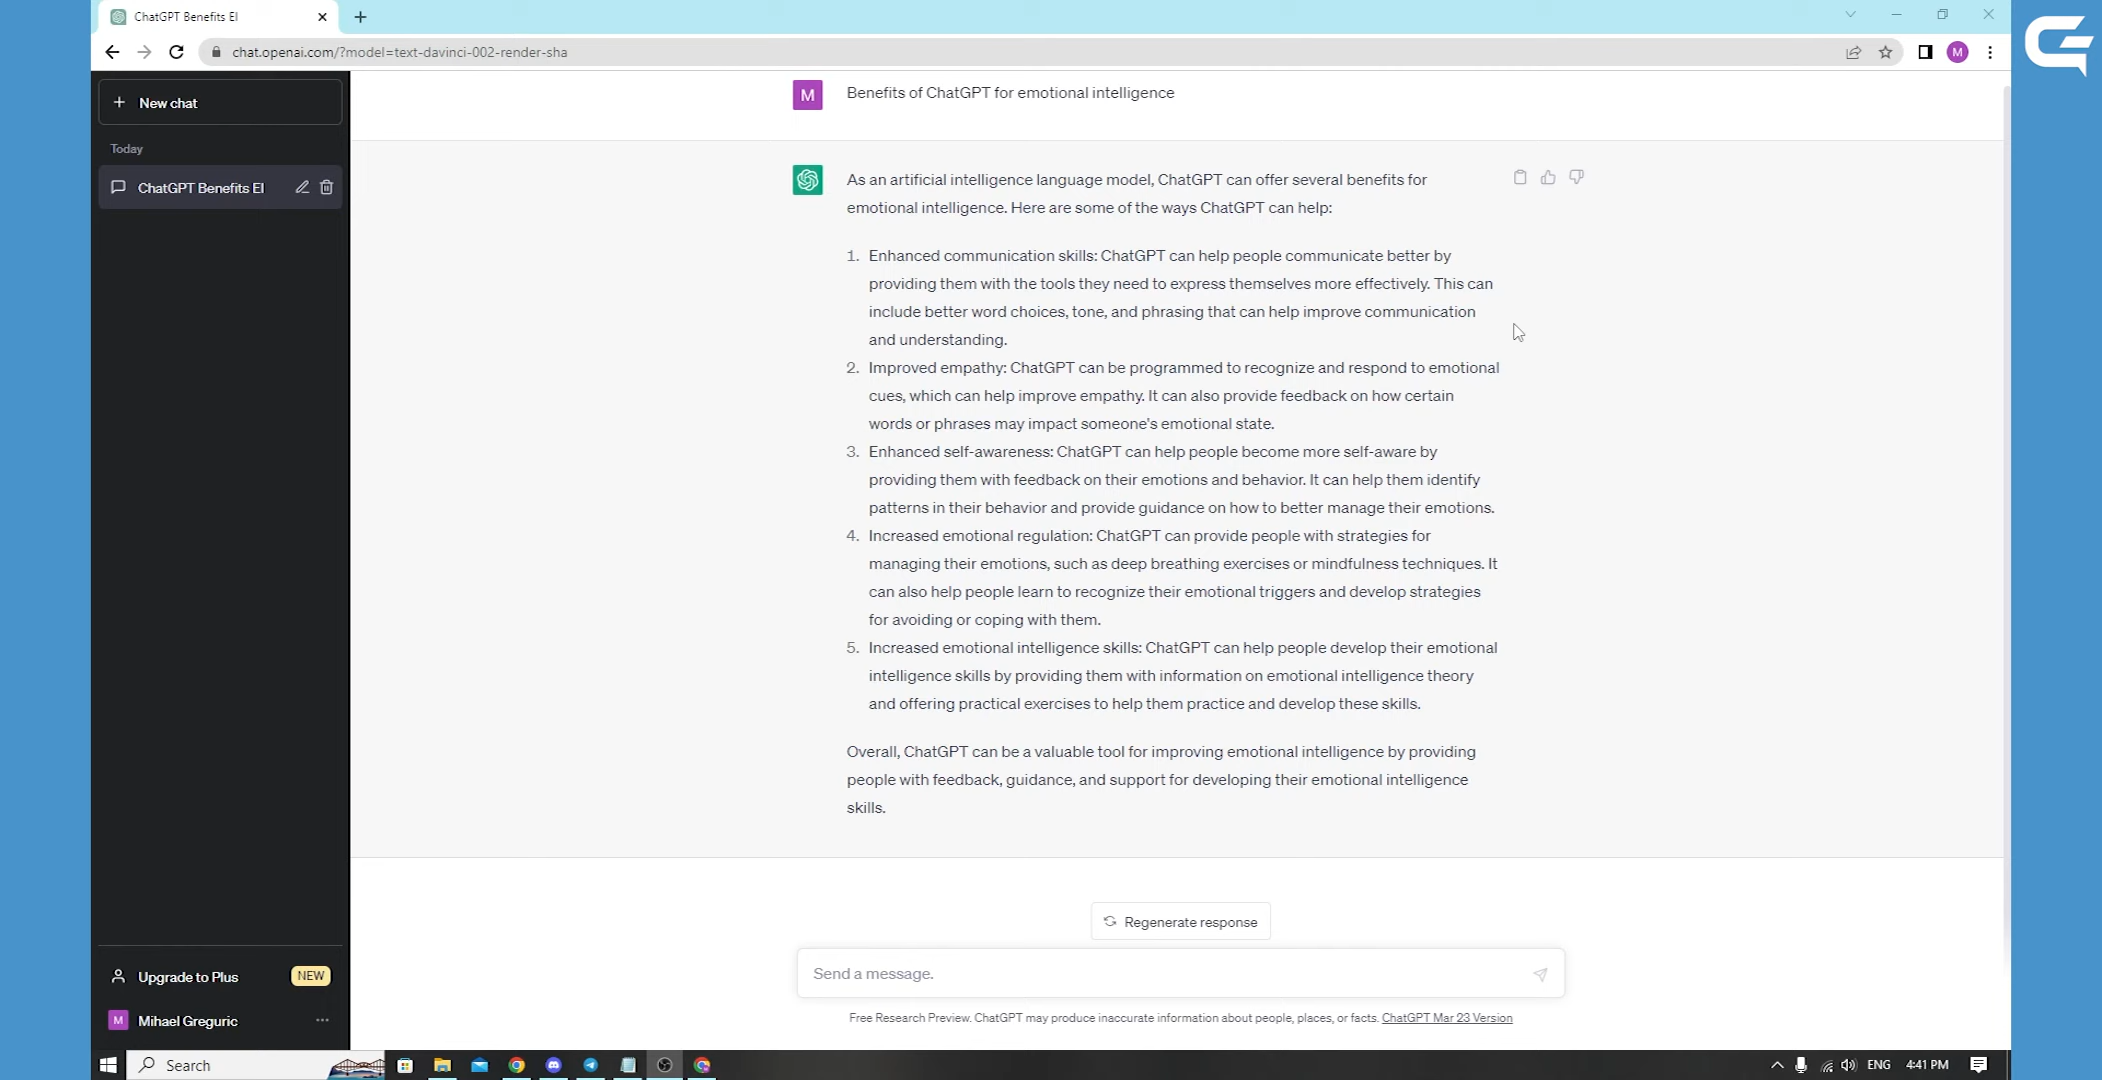 ChatGPT Benefits EI
chat.openai.com/?model=text-davinci-002-render-sha
M
New chat
Today
ChatGPT Benefits EI
M
Benefits of ChatGPT for emotional intelligence
As an artificial intelligence language model, ChatGPT can offer several benefits for
emotional intelligence. Here are some of the ways ChatGPT can help:
1. Enhanced communication skills: ChatGPT can help people communicate better by
providing them with the tools they need to express themselves more effectively. This can
include better word choices, tone, and phrasing that can help improve communication
and understanding.
2. Improved empathy: ChatGPT can be programmed to recognize and respond to emotional
cues, which can help improve empathy. It can also provide feedback on how certain
words or phrases may impact someone's emotional state.
3. Enhanced self-awareness: ChatGPT can help people become more self-aware by
providing them with feedback on their emotions and behavior. It can help them identify
patterns in their behavior and provide guidance on how to better manage their emotions.
4. Increased emotional regulation: ChatGPT can provide people with strategies for
managing their emotions, such as deep breathing exercises or mindfulness techniques. It
can also help people learn to recognize their emotional triggers and develop strategies
for avoiding or coping with them.
5. Increased emotional intelligence skills: ChatGPT can help people develop their emotional
intelligence skills by providing them with information on emotional intelligence theory
and offering practical exercises to help them practice and develop these skills.
Overall, ChatGPT can be a valuable tool for improving emotional intelligence by providing
people with feedback, guidance, and support for developing their emotional intelligence
skills.
Regenerate response
Send a message.
Free Research Preview. ChatGPT may produce inaccurate information about people, places, or facts. ChatGPT Mar 23 Version
Upgrade to Plus NEW
M Mihael Greguric
Search
ENG 4:41 PM